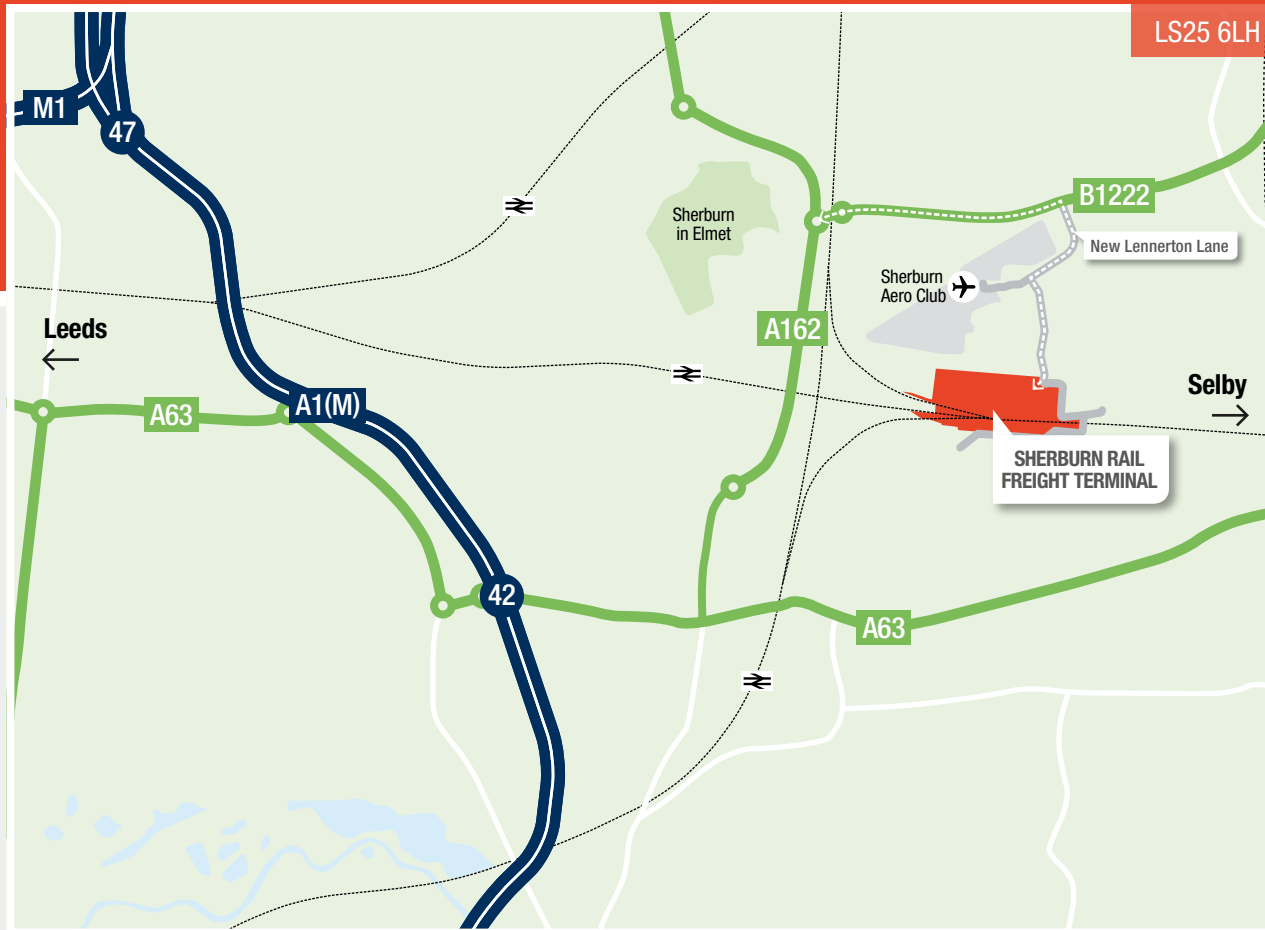 LS25 6LH
M1
47
B1222
Sherburn
in Elmet
New Lennerton Lane
Sherburn
Aero Club
Leeds
A162
Selby
A63
A1(M)
SHERBURN RAIL
FREIGHT TERMINAL
42
A63